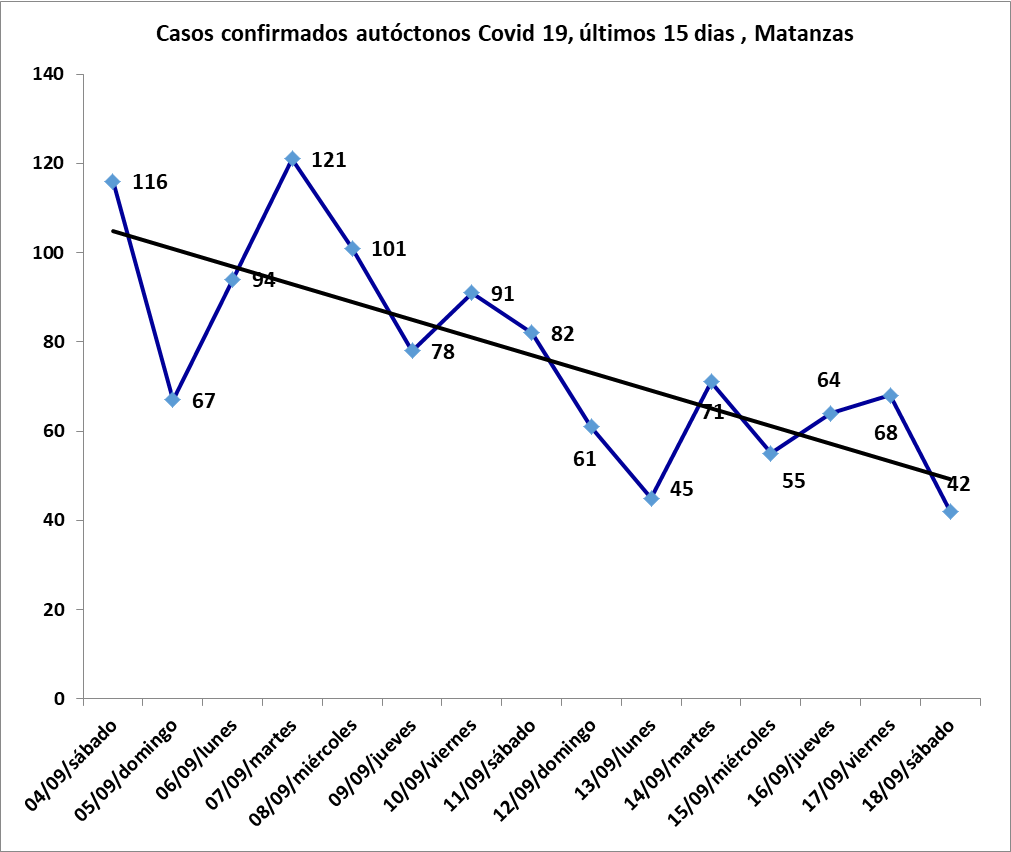 Casos confirmados autóctonos Covid 19, últimos 15 dias , Matanzas
140
120
100
80
60
40
20
0
116
67
94
121
101
78
91
82
61
45
71
55
64
68
42
04/09/sábado
05/09/domingo
06/09/lunes
07/09/martes
08/09/miércoles
09/09/jueves
10/09/viernes
11/09/sábado
12/09/domingo
13/09/lunes
14/09/martes
15/09/miércoles
16/09/jueves
17/09/viernes
18/09/sábado